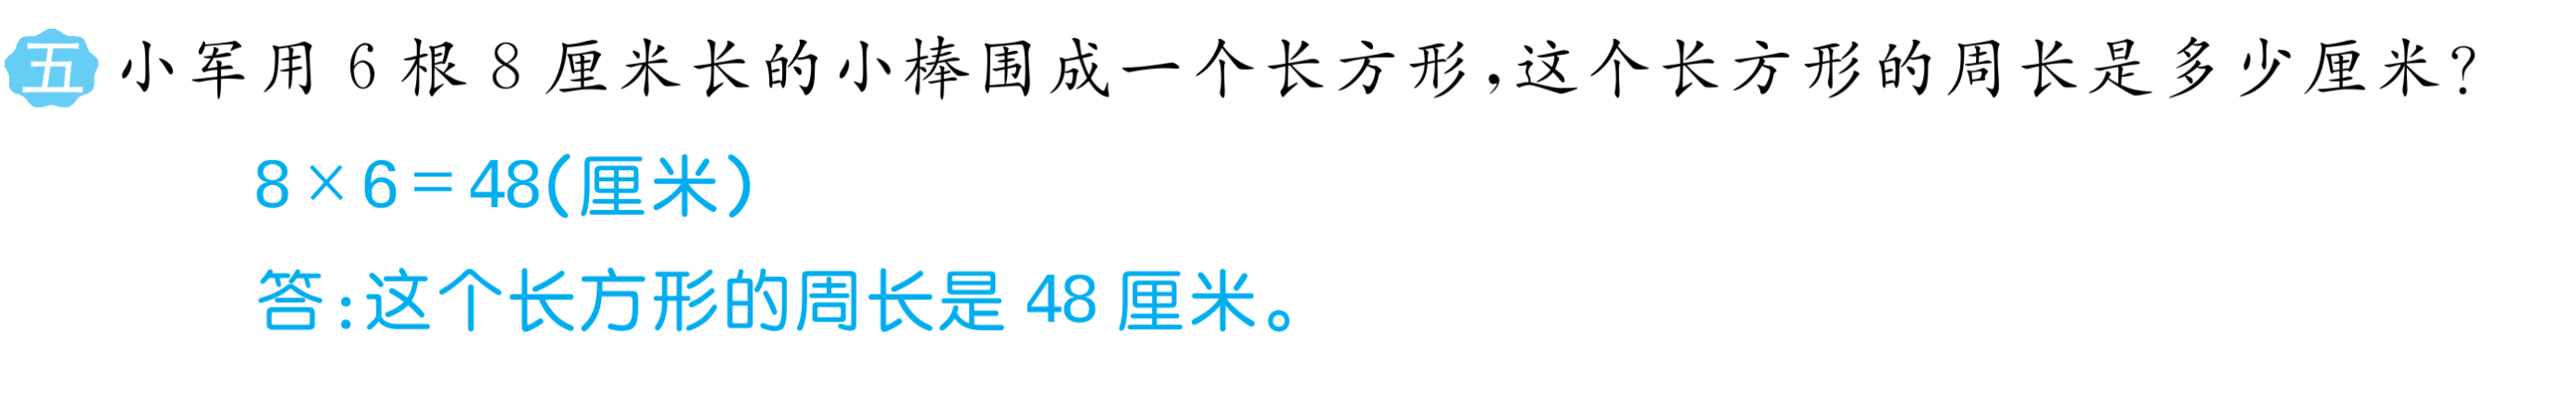 五 小军用 6 根 8 厘米长的小棒围成一个长方形,这个长方形的周长是多少厘米?
8×6=48(厘米)
答:这个长方形的周长是 48 厘米。